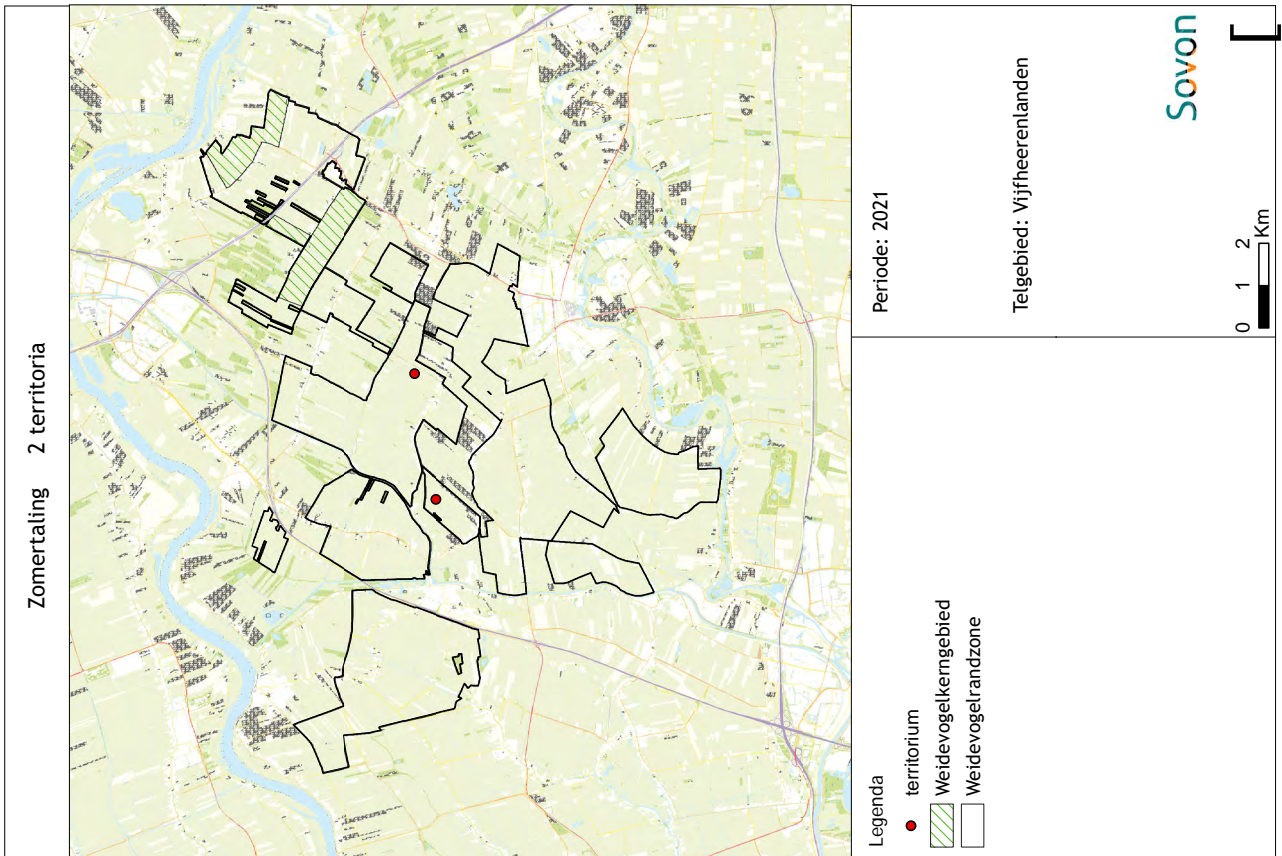 Zomertaling 2 territoria
Legenda
territorium
Weidevogelkerngebied
Weidevogelrandzone
Periode: 2021
Telgebied: Vijfheerenlanden
0 1 2 Km
Sovon